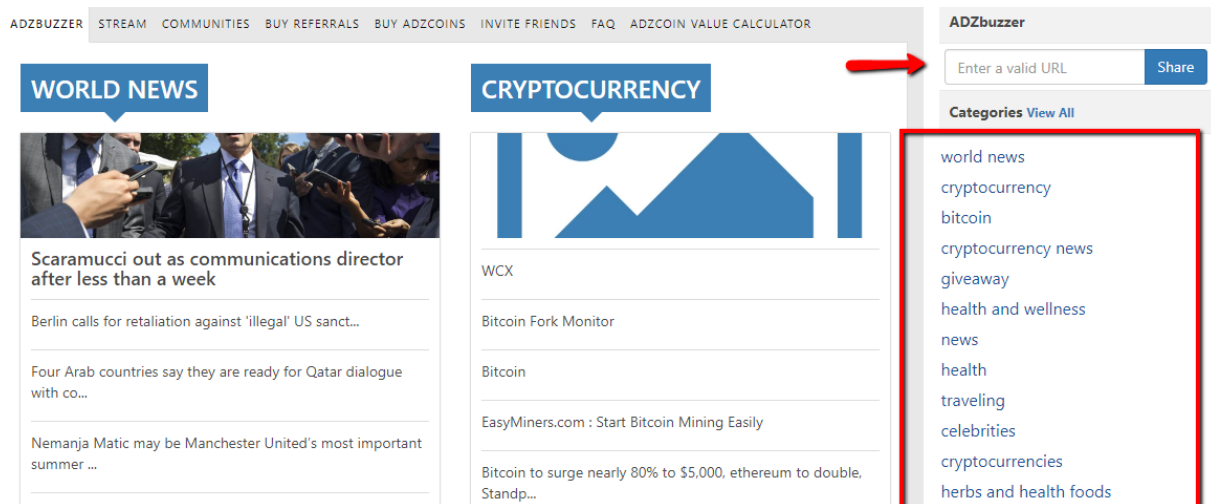 ADZBUZZER STREAM COMMUNITIES BUY REFERRALS BUY ADZCOINS INVITE FRIENDS FAQ ADZCOIN VALUE CALCULATOR
WORLD NEWS
Scaramucci out as communications director
after less than a week
Berlin calls for retaliation against 'illegal' US sanct...
Four Arab countries say they are ready for Qatar dialogue
with co...
Nemanja Matic may be Manchester United's most important
summer ...
CRYPTOCURRENCY
WCX
Bitcoin Fork Monitor
Bitcoin
EasyMiners.com : Start Bitcoin Mining Easily
Bitcoin to surge nearly 80% to $5,000, ethereum to double,
Standp...
ADZbuzzer
Enter a valid URL Share
Categories View All
world news
cryptocurrency
bitcoin
cryptocurrency news
giveaway
health and wellness
news
health
traveling
celebrities
cryptocurrencies
herbs and health foods